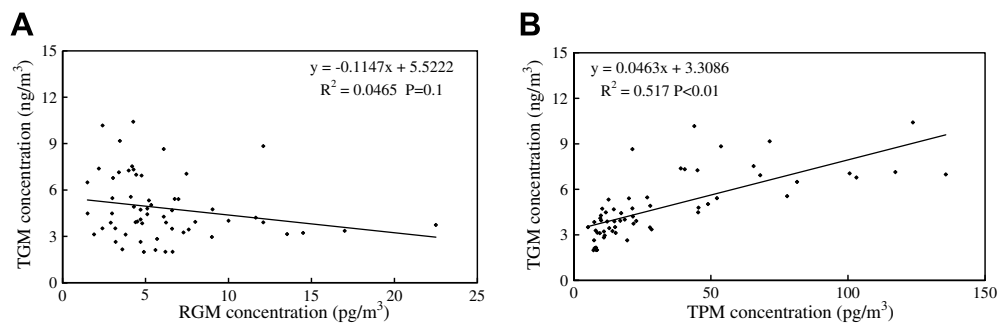 A
15
12
9
6
3
0
TGM concentration (ng/m³)
y = -0.1147x + 5.5222
R² = 0.0465 P=0.1
0 5 10 15 20 25
RGM concentration (pg/m³)
B
15
12
9
6
3
0
TGM concentration (ng/m³)
y = 0.0463x + 3.3086
R² = 0.517 P<0.01
0 50 100 150
TPM concentration (pg/m³)